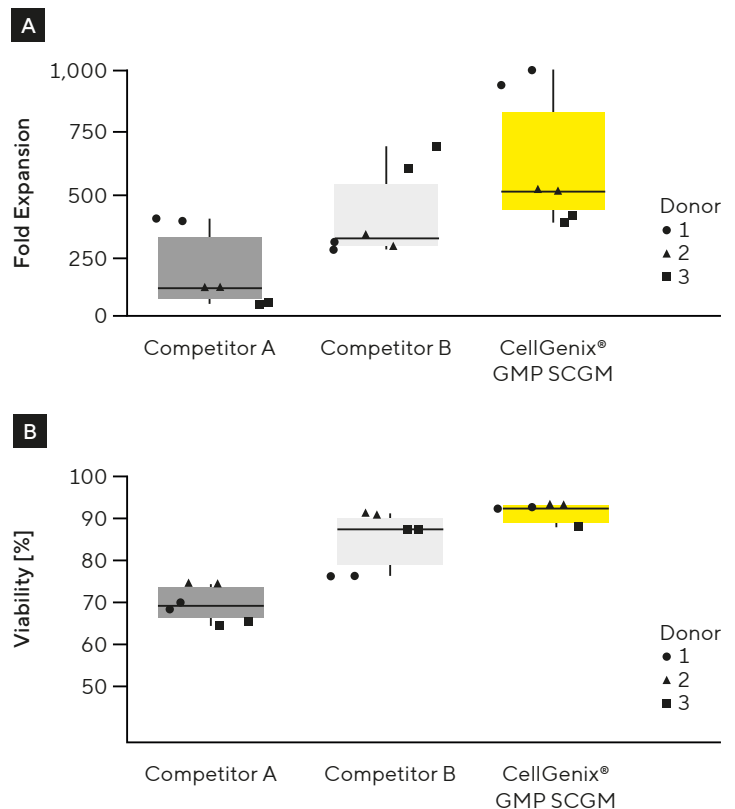 A
Fold Expansion
1,000
750
500
250
0
Donor
1
2
3
Competitor A
Competitor B
CellGenix®
GMP SCGM
B
Viability [%]
100
90
80
70
60
50
Donor
1
2
3
Competitor A
Competitor B
CellGenix®
GMP SCGM